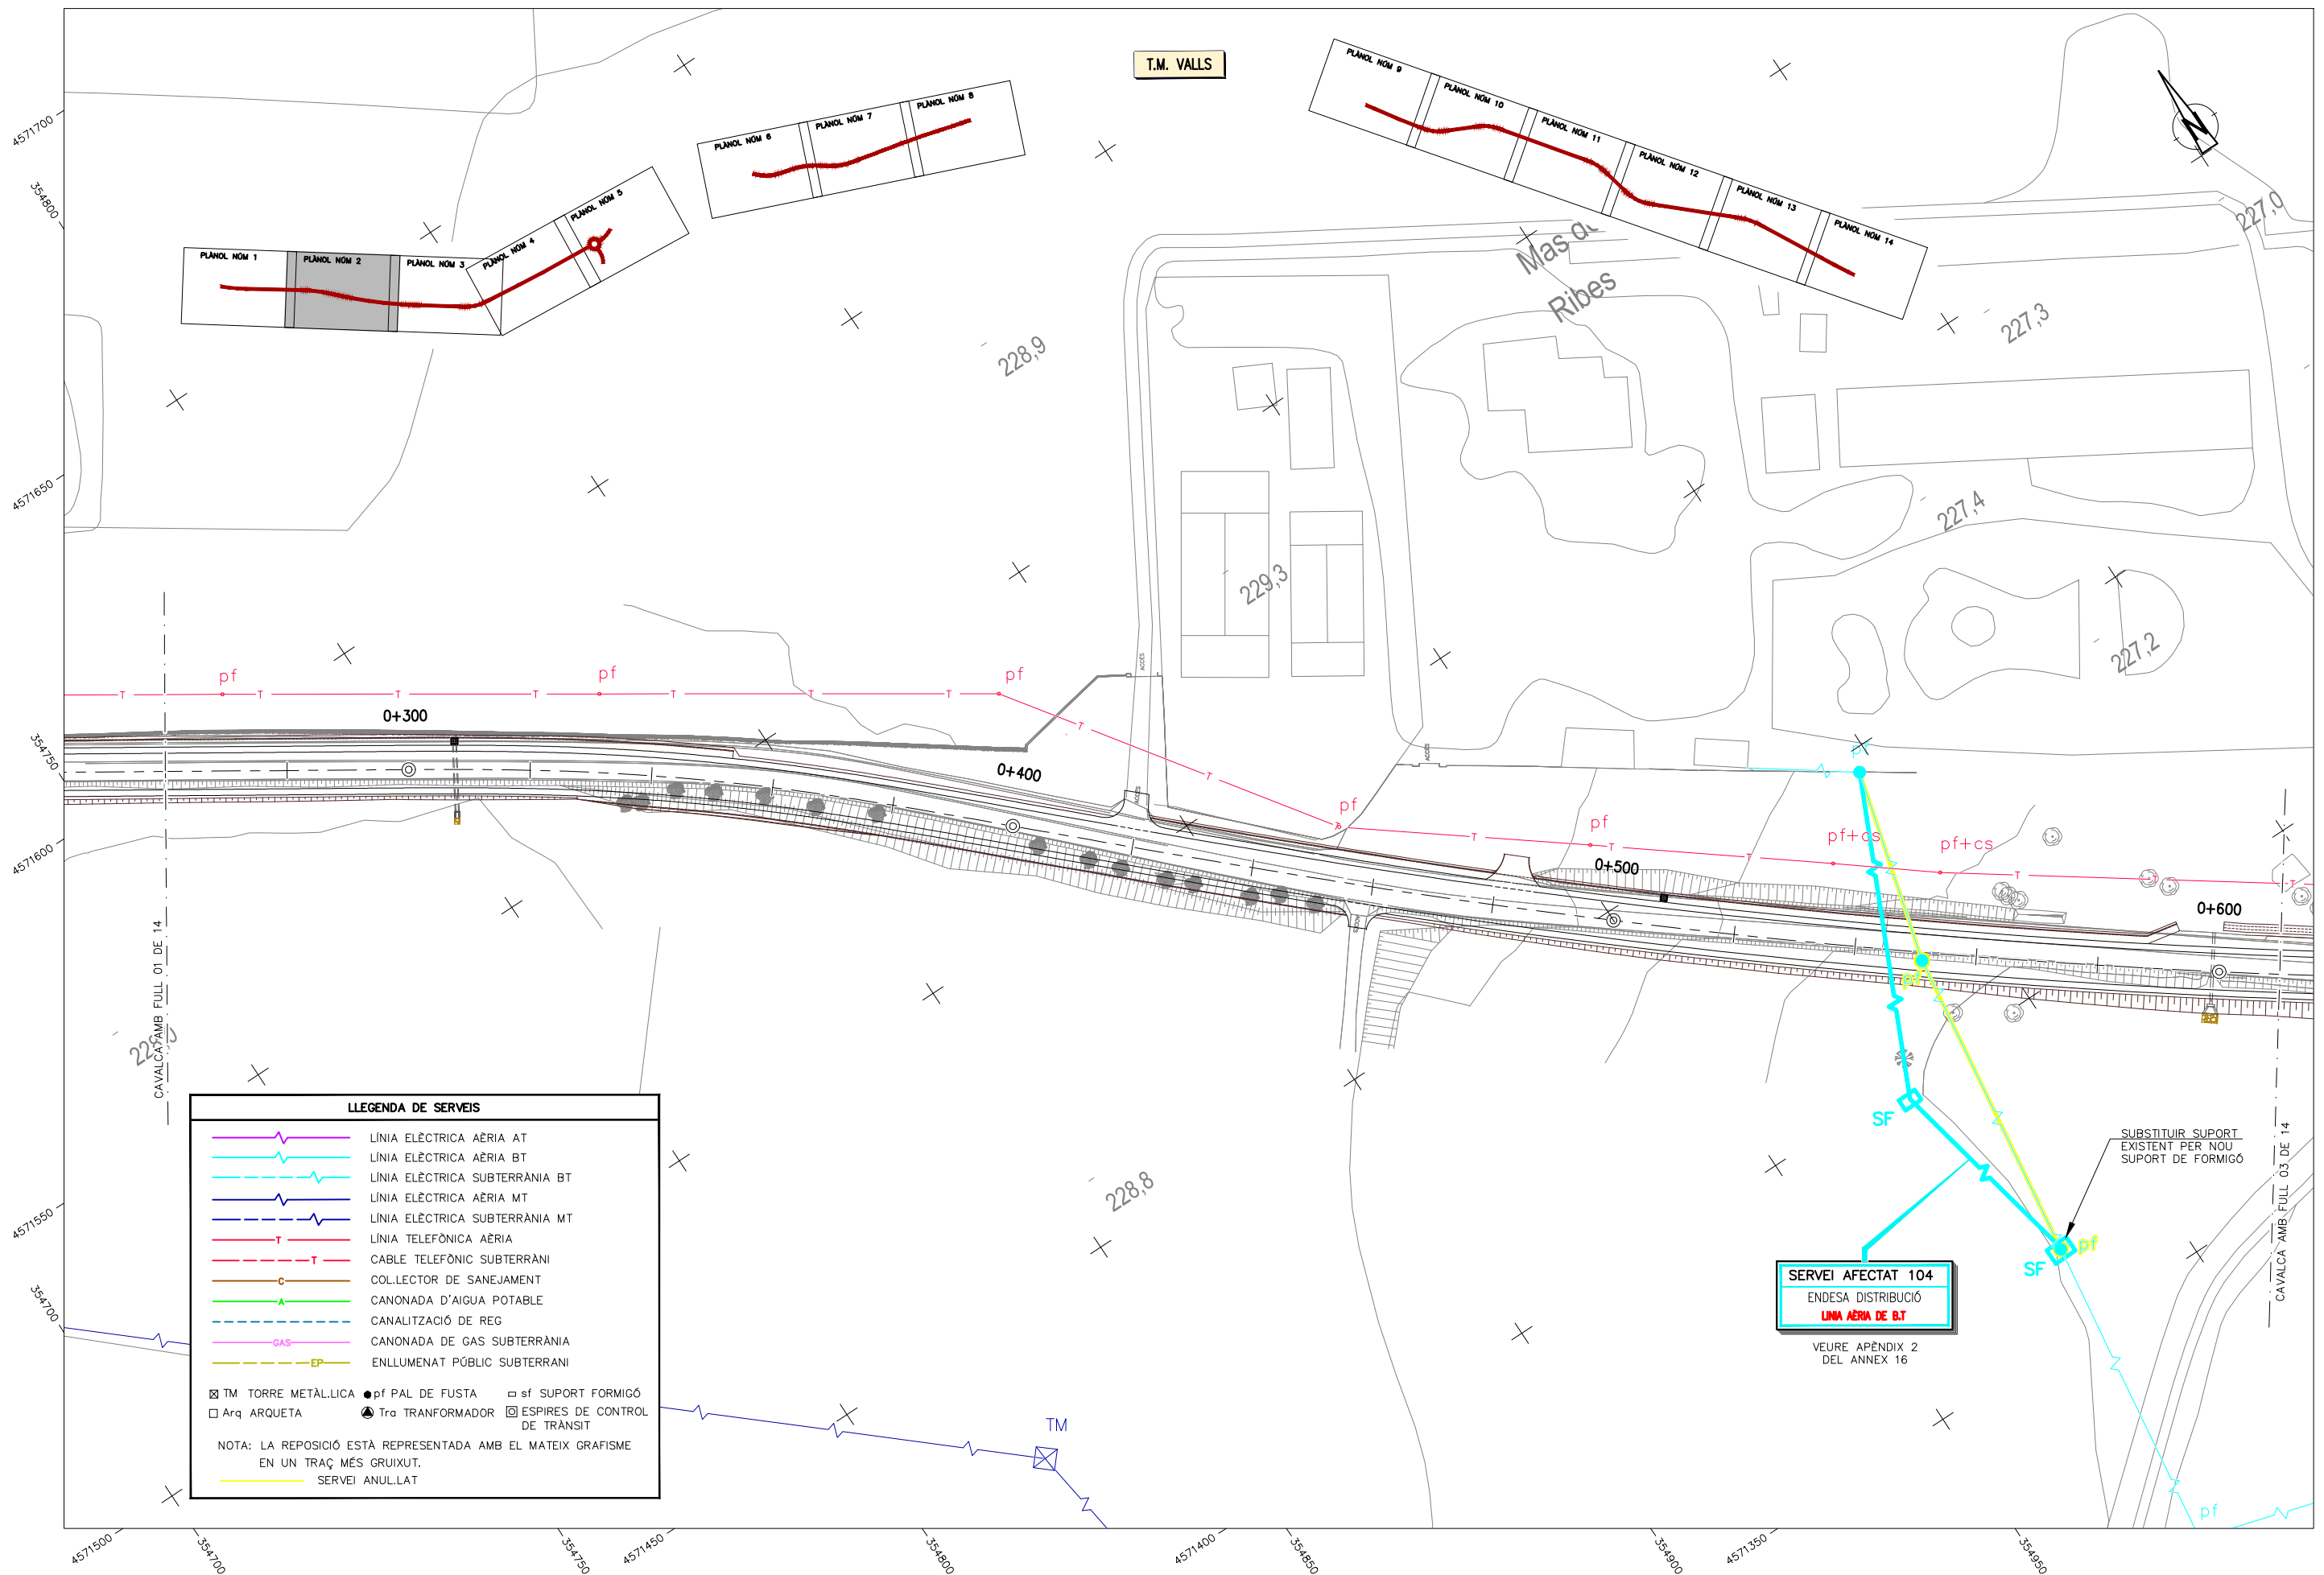 T.M. VALLS
PLÀNOL NÚM 1
PLÀNOL NÚM 2
PLÀNOL NÚM 3
PLÀNOL NÚM 4
PLÀNOL NÚM 5
PLÀNOL NÚM 6
PLÀNOL NÚM 7
PLÀNOL NÚM 8
PLÀNOL NÚM 9
PLÀNOL NÚM 10
PLÀNOL NÚM 11
PLÀNOL NÚM 12
PLÀNOL NÚM 13
PLÀNOL NÚM 14
N
4571700
354800
4571650
354750
4571600
4571550
354700
Mas de
Ribes
227,0
227,3
228,9
227,4
229,3
227,2
228,8
pf
pf
pf
pf
pf
pf+cs
pf+cs
pf
T T T T T T T T T T T T T T T
0+300
0+400
0+500
0+600
ACCÉS
ACCÉS
ACCÉS
ACCÉS
CAVALCA AMB FULL 01 DE 14
CAVALCA AMB FULL 03 DE 14
pf
SF
SF
pf
pf
SUBSTITUIR SUPORT
EXISTENT PER NOU
SUPORT DE FORMIGÓ
SERVEI AFECTAT 104
ENDESA DISTRIBUCIÓ
LINIA AÈRIA DE B.T
VEURE APÈNDIX 2
DEL ANNEX 16
TM
LLEGENDA DE SERVEIS
LÍNIA ELÈCTRICA AÈRIA AT
LÍNIA ELÈCTRICA AÈRIA BT
LÍNIA ELÈCTRICA SUBTERRÀNIA BT
LÍNIA ELÈCTRICA AÈRIA MT
LÍNIA ELÈCTRICA SUBTERRÀNIA MT
T LÍNIA TELEFÒNICA AÈRIA
T CABLE TELEFÒNIC SUBTERRÀNI
C COL.LECTOR DE SANEJAMENT
A CANONADA D'AIGUA POTABLE
CANALITZACIÓ DE REG
GAS CANONADA DE GAS SUBTERRÀNIA
EP ENLLUMENAT PÚBLIC SUBTERRANI
TM TORRE METÀL.LICA pf PAL DE FUSTA sf SUPORT FORMIGÓ
Arq ARQUETA Tra TRANFORMADOR ESPIRES DE CONTROL
DE TRÀNSIT
NOTA: LA REPOSICIÓ ESTÀ REPRESENTADA AMB EL MATEIX GRAFISME
EN UN TRAÇ MÉS GRUIXUT.
SERVEI ANUL.LAT
4571500
354700
354750
4571450
354800
4571400
354850
354900
4571350
354950